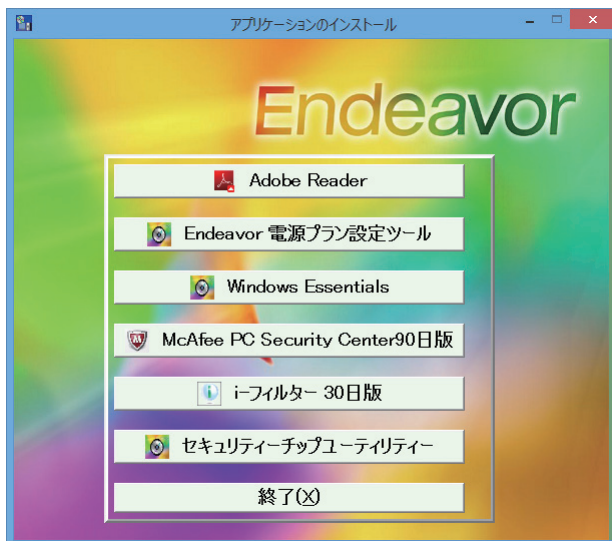 アプリケーションのインストール
Endeavor
Adobe Reader
Endeavor 電源プラン設定ツール
Windows Essentials
McAfee PC Security Center90日版
i-フィルター 30日版
セキュリティーチップユーティリティー
終了(X)